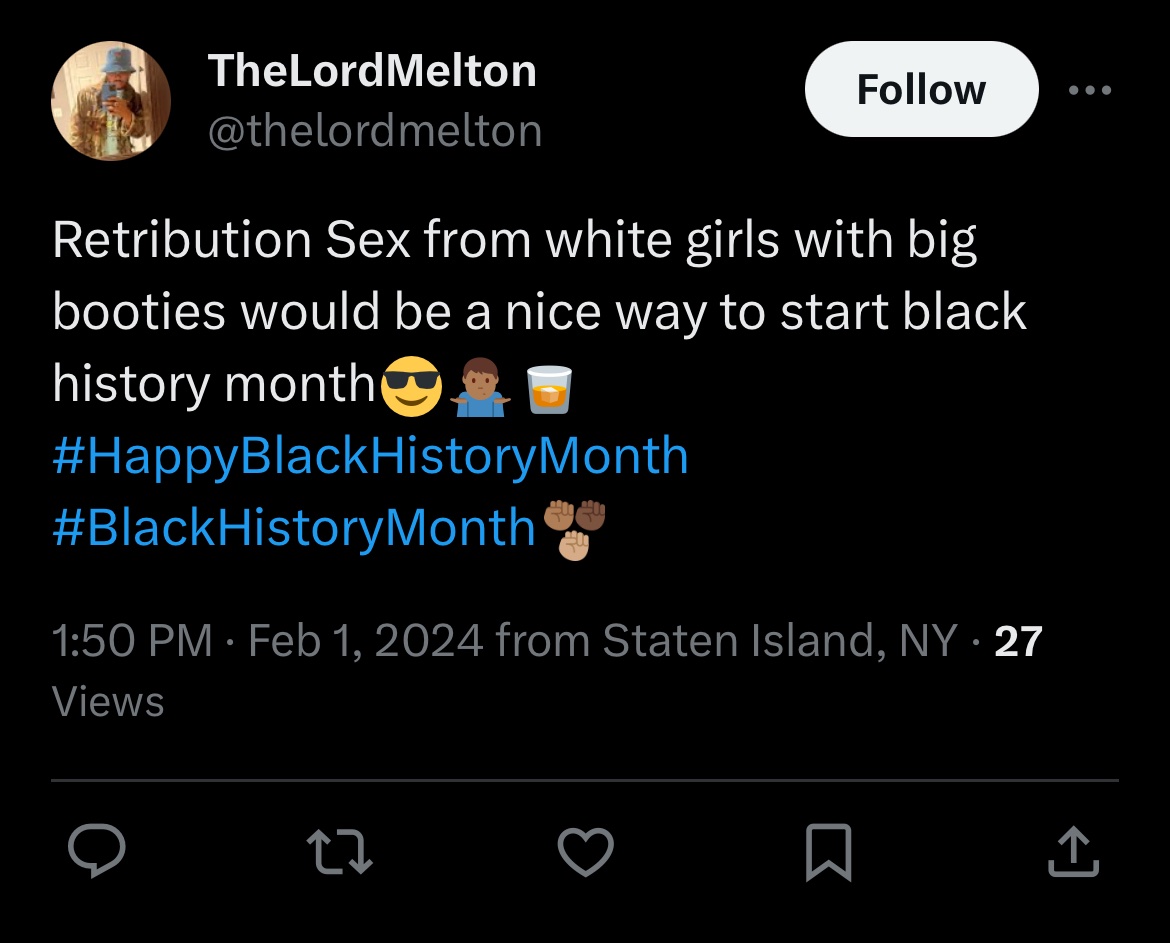 TheLordMelton
@thelordmelton
Follow
Retribution Sex from white girls with big
booties would be a nice way to start black
history month😎🤷🏾‍♂️🥃
#HappyBlackHistoryMonth
#BlackHistoryMonth
1:50 PM · Feb 1, 2024 from Staten Island, NY · 27
Views